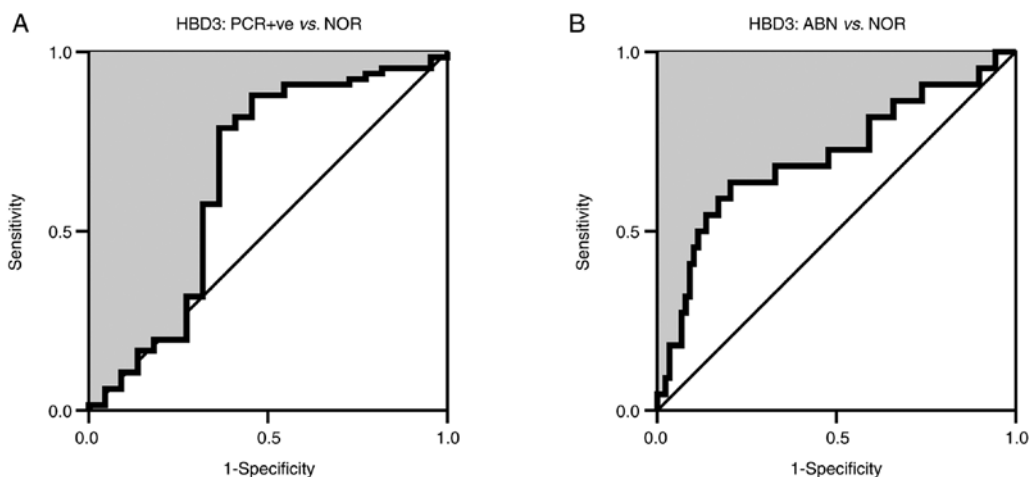 A
HBD3: PCR+ve vs. NOR
1.0
0.5
0.0
Sensitivity
0.0
0.5
1.0
1-Specificity
B
HBD3: ABN vs. NOR
1.0
0.5
0.0
Sensitivity
0.0
0.5
1.0
1-Specificity